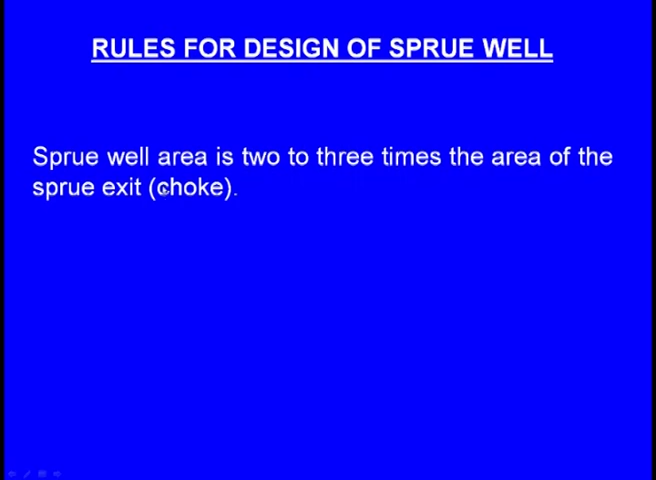 RULES FOR DESIGN OF SPRUE WELL
Sprue well area is two to three times the area of the
sprue exit (choke).